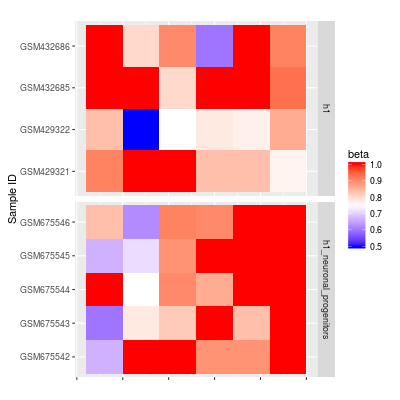 GSM432686
GSM432685
GSM429322
GSM429321
h1
GSM675546
GSM675545
GSM675544
GSM675543
GSM675542
h1_neuronal_progenitors
Sample ID
beta
1.0
0.9
0.8
0.7
0.6
0.5